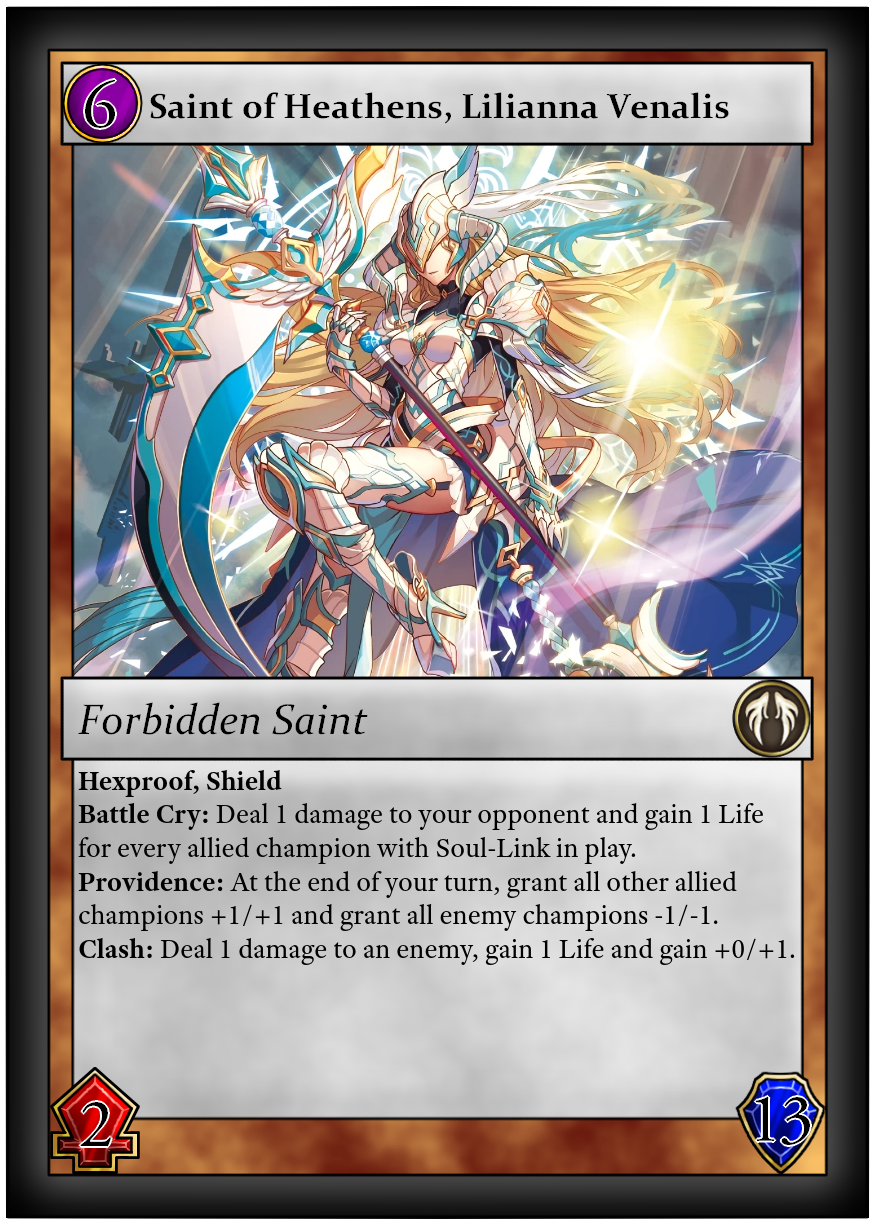 6 Saint of Heathens, Lilianna Venalis
Forbidden Saint
Hexproof, Shield
Battle Cry: Deal 1 damage to your opponent and gain 1 Life
for every allied champion with Soul-Link in play.
Providence: At the end of your turn, grant all other allied
champions +1/+1 and grant all enemy champions -1/-1.
Clash: Deal 1 damage to an enemy, gain 1 Life and gain +0/+1.
2 13